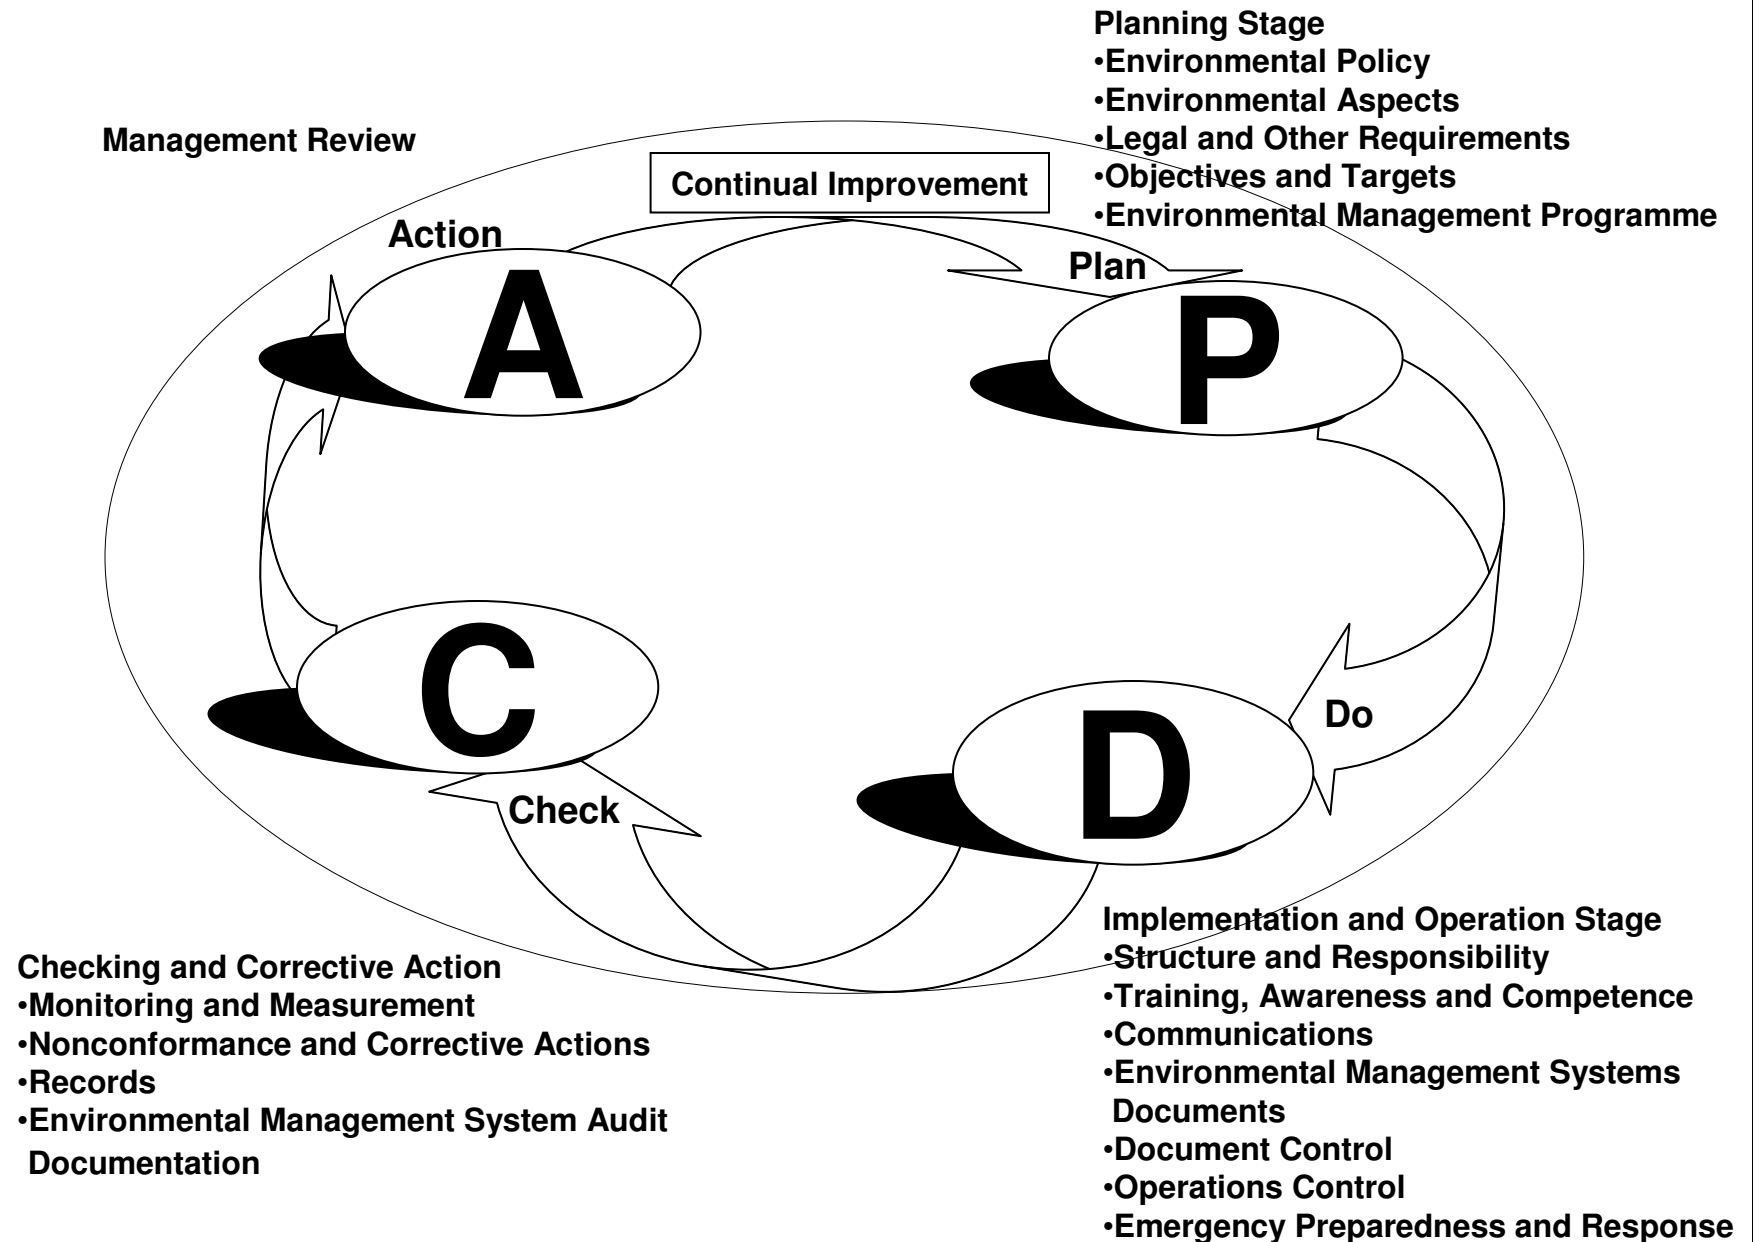 Planning Stage
•Environmental Policy
•Environmental Aspects
•Legal and Other Requirements
•Objectives and Targets
•Environmental Management Programme
Management Review
Continual Improvement
Action
A
Plan
P
C
D
Do
Check
Checking and Corrective Action
•Monitoring and Measurement
•Nonconformance and Corrective Actions
•Records
•Environmental Management System Audit
Documentation
Implementation and Operation Stage
•Structure and Responsibility
•Training, Awareness and Competence
•Communications
•Environmental Management Systems
Documents
•Document Control
•Operations Control
•Emergency Preparedness and Response